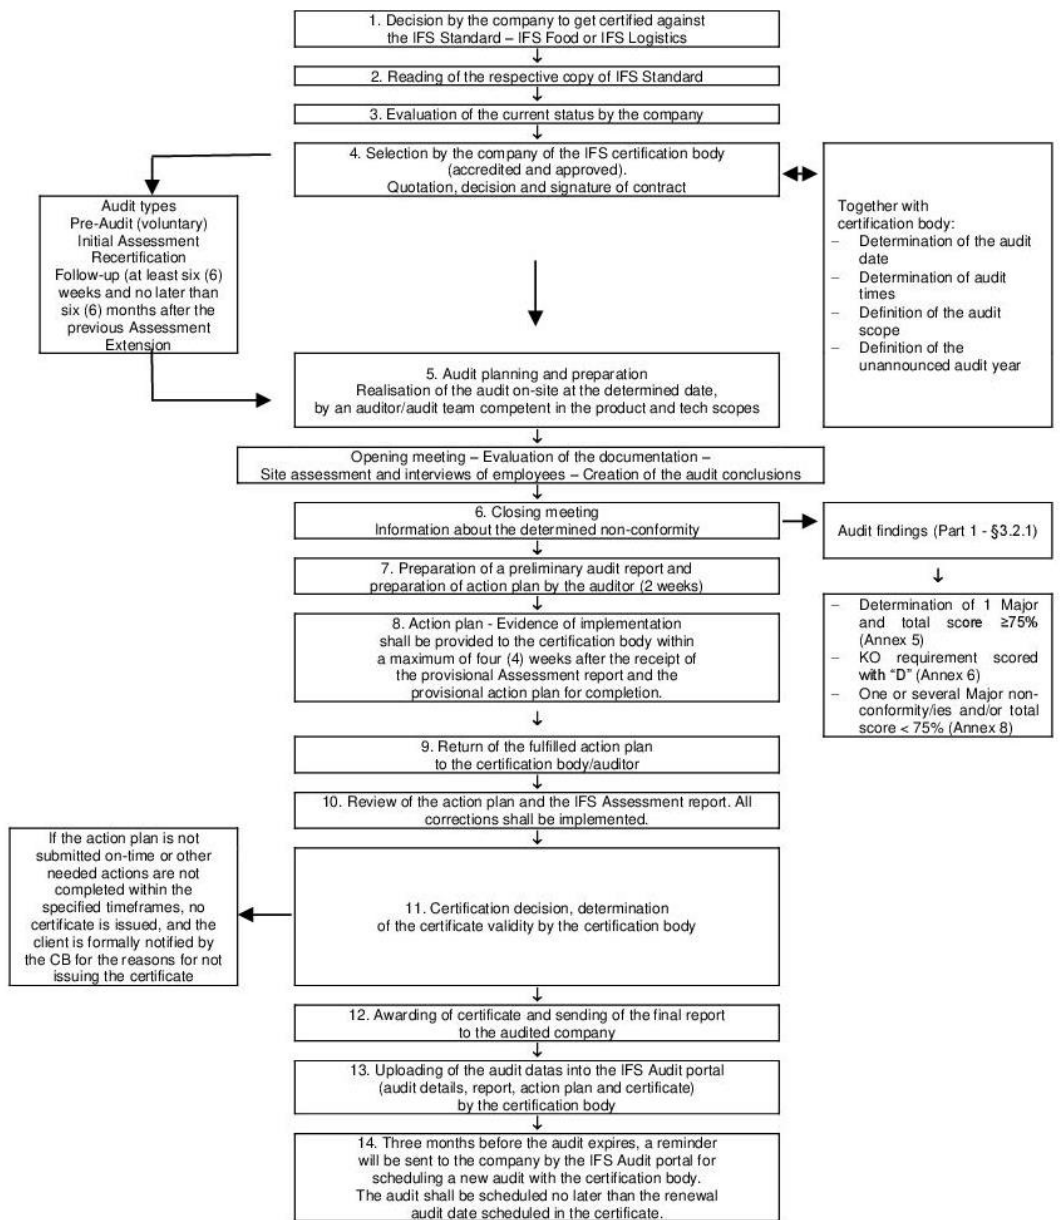 1. Decision by the company to get certified against
the IFS Standard – IFS Food or IFS Logistics
2. Reading of the respective copy of IFS Standard
3. Evaluation of the current status by the company
4. Selection by the company of the IFS certification body
(accredited and approved).
Quotation, decision and signature of contract
Audit types
Pre-Audit (voluntary)
Initial Assessment
Recertification
Follow-up (at least six (6)
weeks and no later than
six (6) months after the
previous Assessment
Extension
Together with
certification body:
– Determination of the audit
date
– Determination of audit
times
– Definition of the audit
scope
– Definition of the
unannounced audit year
5. Audit planning and preparation
Realisation of the audit on-site at the determined date,
by an auditor/audit team competent in the product and tech scopes
Opening meeting – Evaluation of the documentation –
Site assessment and interviews of employees – Creation of the audit conclusions
6. Closing meeting
Information about the determined non-conformity
Audit findings (Part 1 - §3.2.1)
7. Preparation of a preliminary audit report and
preparation of action plan by the auditor (2 weeks)
– Determination of 1 Major
and total score ≥75%
(Annex 5)
– KO requirement scored
with “D” (Annex 6)
– One or several Major non-
conformity/ies and/or total
score < 75% (Annex 8)
8. Action plan - Evidence of implementation
shall be provided to the certification body within
a maximum of four (4) weeks after the receipt of
the provisional Assessment report and the
provisional action plan for completion.
9. Return of the fulfilled action plan
to the certification body/auditor
10. Review of the action plan and the IFS Assessment report. All
corrections shall be implemented.
If the action plan is not
submitted on-time or other
needed actions are not
completed within the
specified timeframes, no
certificate is issued, and the
client is formally notified by
the CB for the reasons for not
issuing the certificate
11. Certification decision, determination
of the certificate validity by the certification body
12. Awarding of certificate and sending of the final report
to the audited company
13. Uploading of the audit datas into the IFS Audit portal
(audit details, report, action plan and certificate)
by the certification body
14. Three months before the audit expires, a reminder
will be sent to the company by the IFS Audit portal for
scheduling a new audit with the certification body.
The audit shall be scheduled no later than the renewal
audit date scheduled in the certificate.